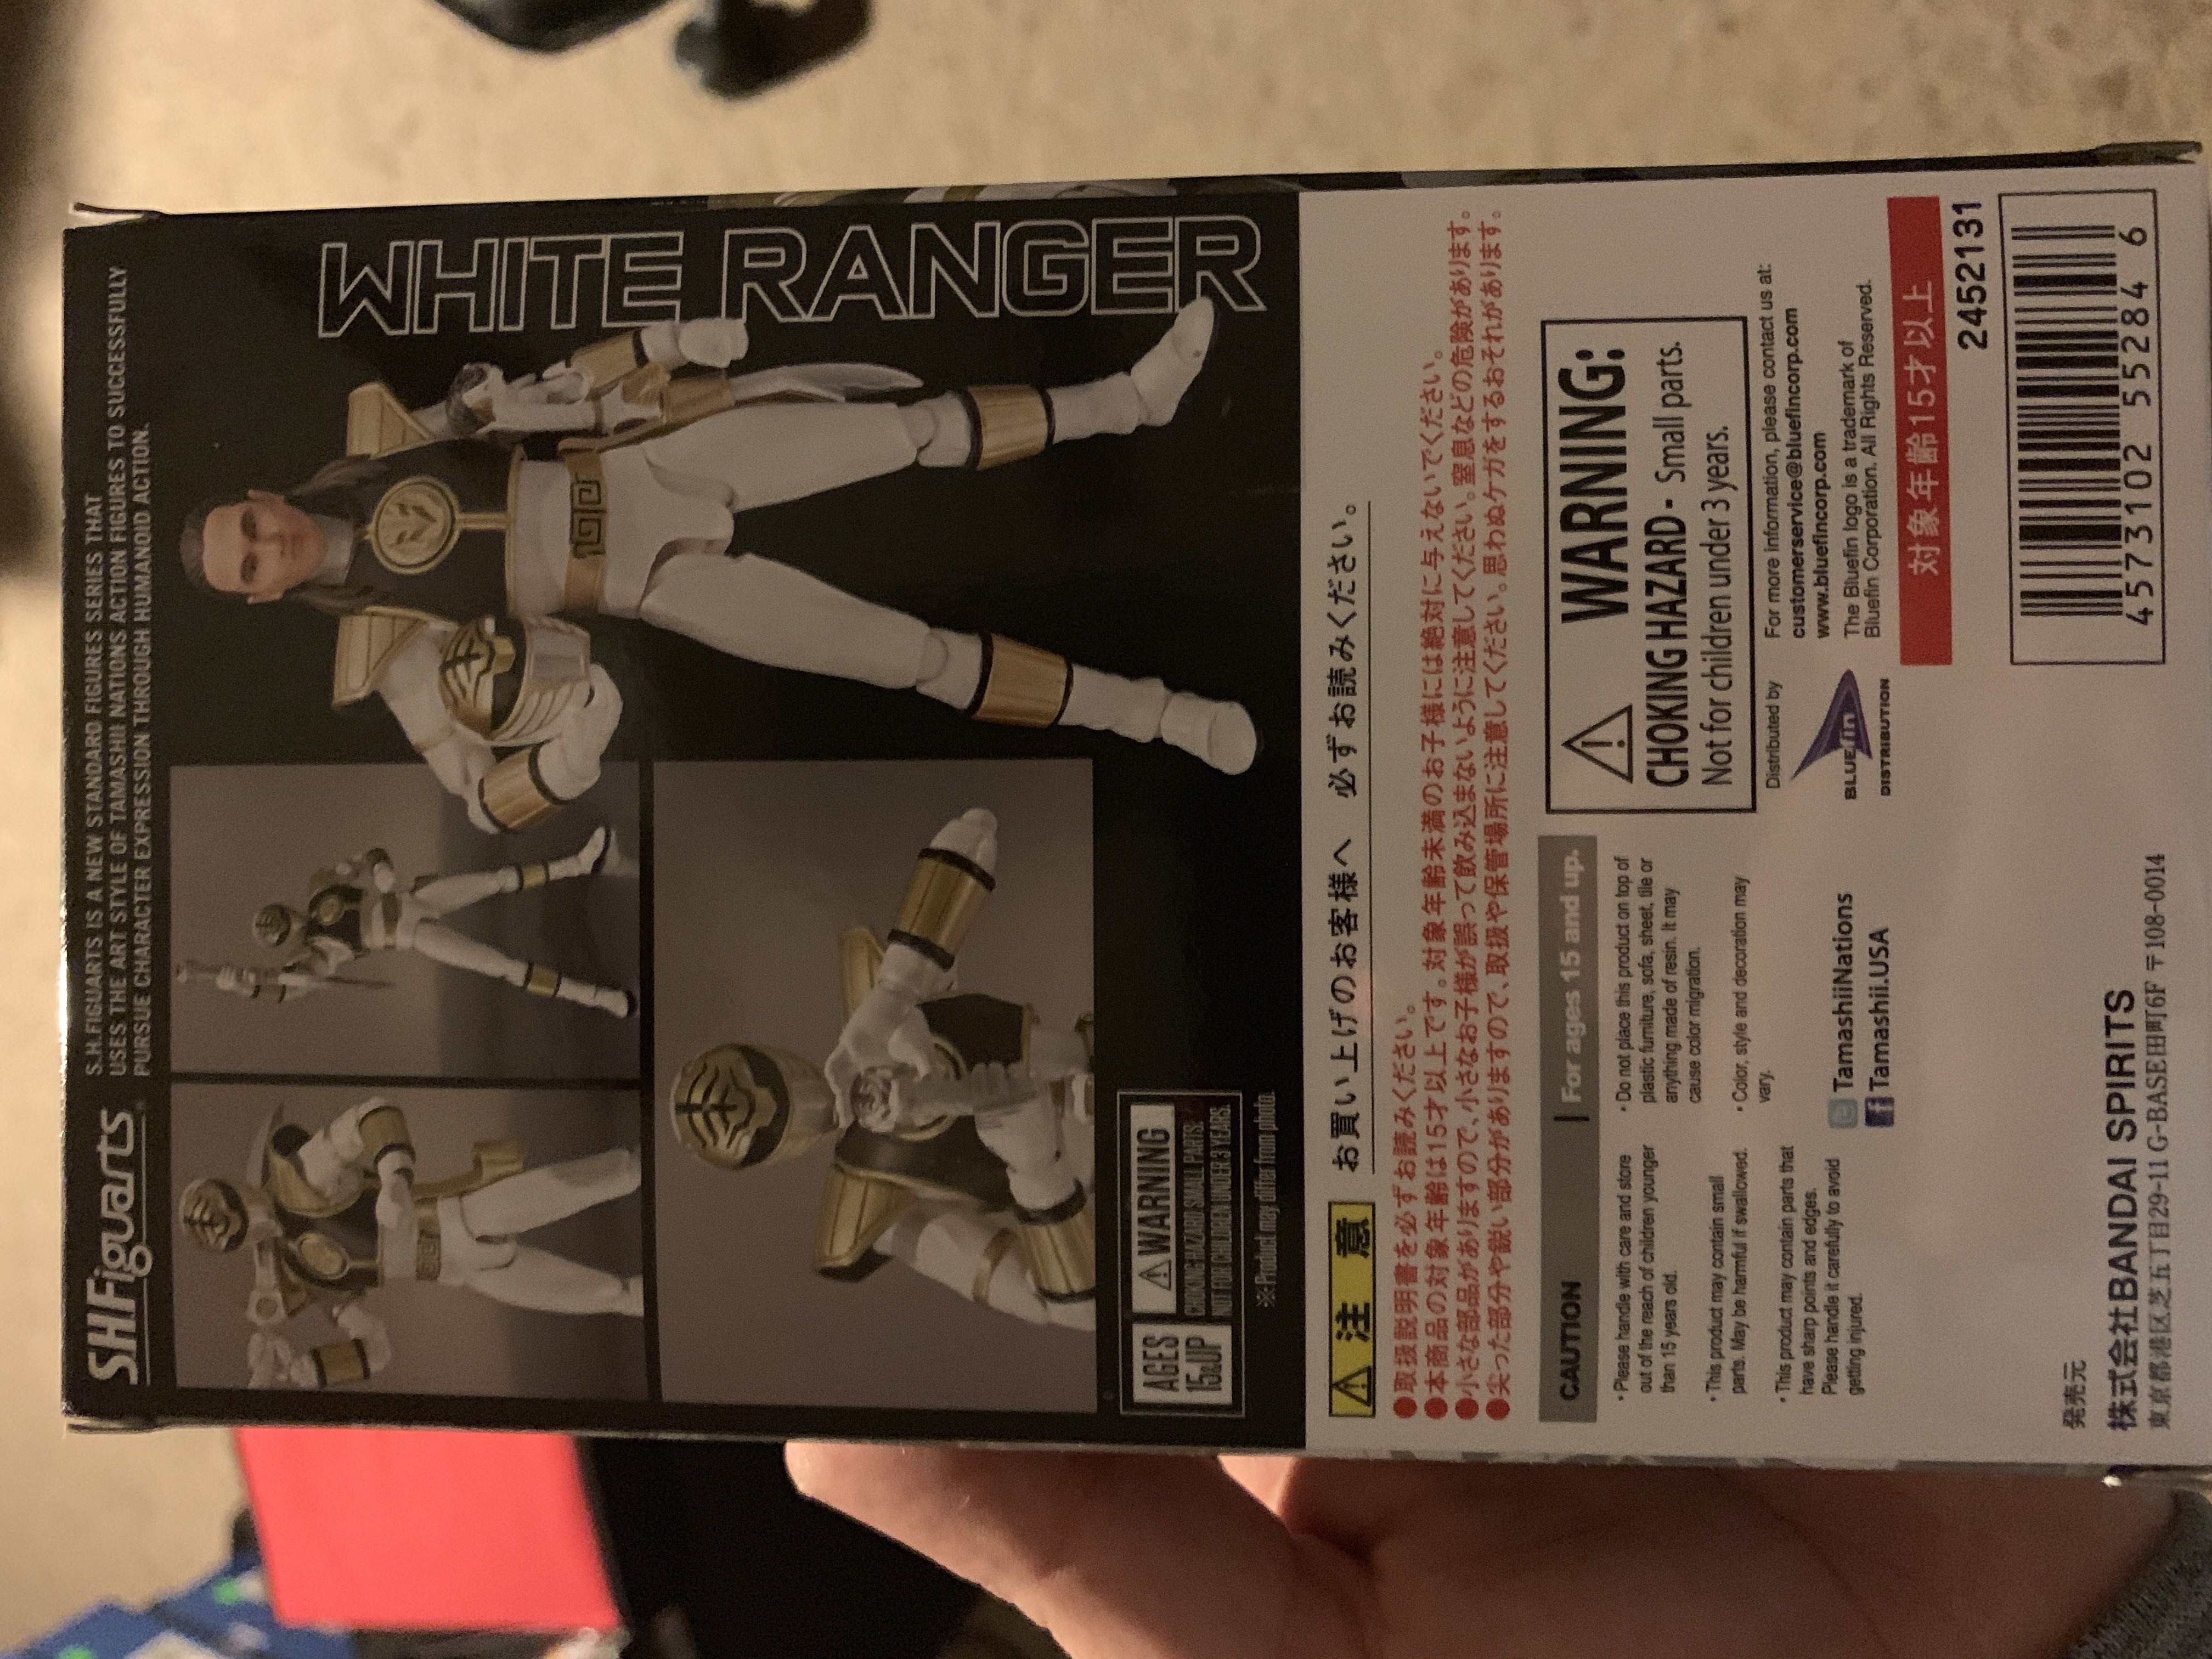 S.H.Figuarts
S.H.FIGUARTS IS A NEW STANDARD FIGURES SERIES THAT
USES THE ART STYLE OF TAMASHII NATIONS ACTION FIGURES TO SUCCESSFULLY
PURSUE CHARACTER EXPRESSION THROUGH HUMANOID ACTION.
WHITE RANGER
AGES
15&UP
⚠WARNING
CHOKING HAZARD SMALL PARTS.
NOT FOR CHILDREN UNDER 3 YEARS.
※Product may differ from photo.
⚠ 注 意
お買い上げのお客様へ 必ずお読みください。
●取扱説明書を必ずお読みください。
●本商品の対象年齢は15才以上です。対象年齢未満のお子様には絶対に与えないでください。
●小さな部品がありますので、小さなお子様が誤って飲み込まないように注意してください。窒息などの危険があります。
●尖った部分や鋭い部分がありますので、取扱や保管場所に注意してください。思わぬケガをするおそれがあります。
CAUTION | For ages 15 and up.
・Please handle with care and store
out of the reach of children younger
than 15 years old.
・This product may contain small
parts. May be harmful if swallowed.
・This product may contain parts that
have sharp points and edges.
Please handle it carefully to avoid
getting injured.
・Do not place this product on top of
plastic furniture, sofa, sheet, tile or
anything made of resin. It may
cause color migration.
・Color, style and decoration may
vary.
TamashiiNations
Tamashii.USA
⚠ WARNING:
CHOKING HAZARD - Small parts.
Not for children under 3 years.
Distributed by
BLUEfin
DISTRIBUTION
For more information, please contact us at:
customerservice@bluefincorp.com
www.bluefincorp.com
The Bluefin logo is a trademark of
Bluefin Corporation. All Rights Reserved.
対象年齢15才以上
2452131
4 573102 552846
発売元
株式会社BANDAI SPIRITS
東京都港区芝五丁目29-11 G-BASE田町6F 〒108-0014